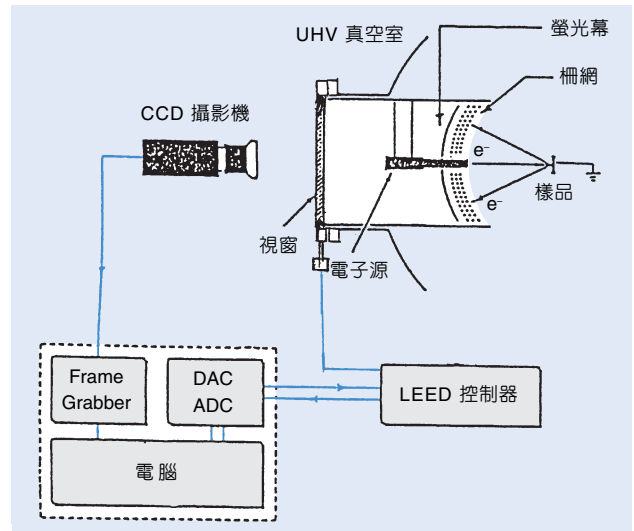 UHV 真空室
螢光幕
柵網
CCD 攝影機
e⁻
樣品
e⁻
視窗
電子源
Frame
Grabber
DAC
ADC
LEED 控制器
電腦